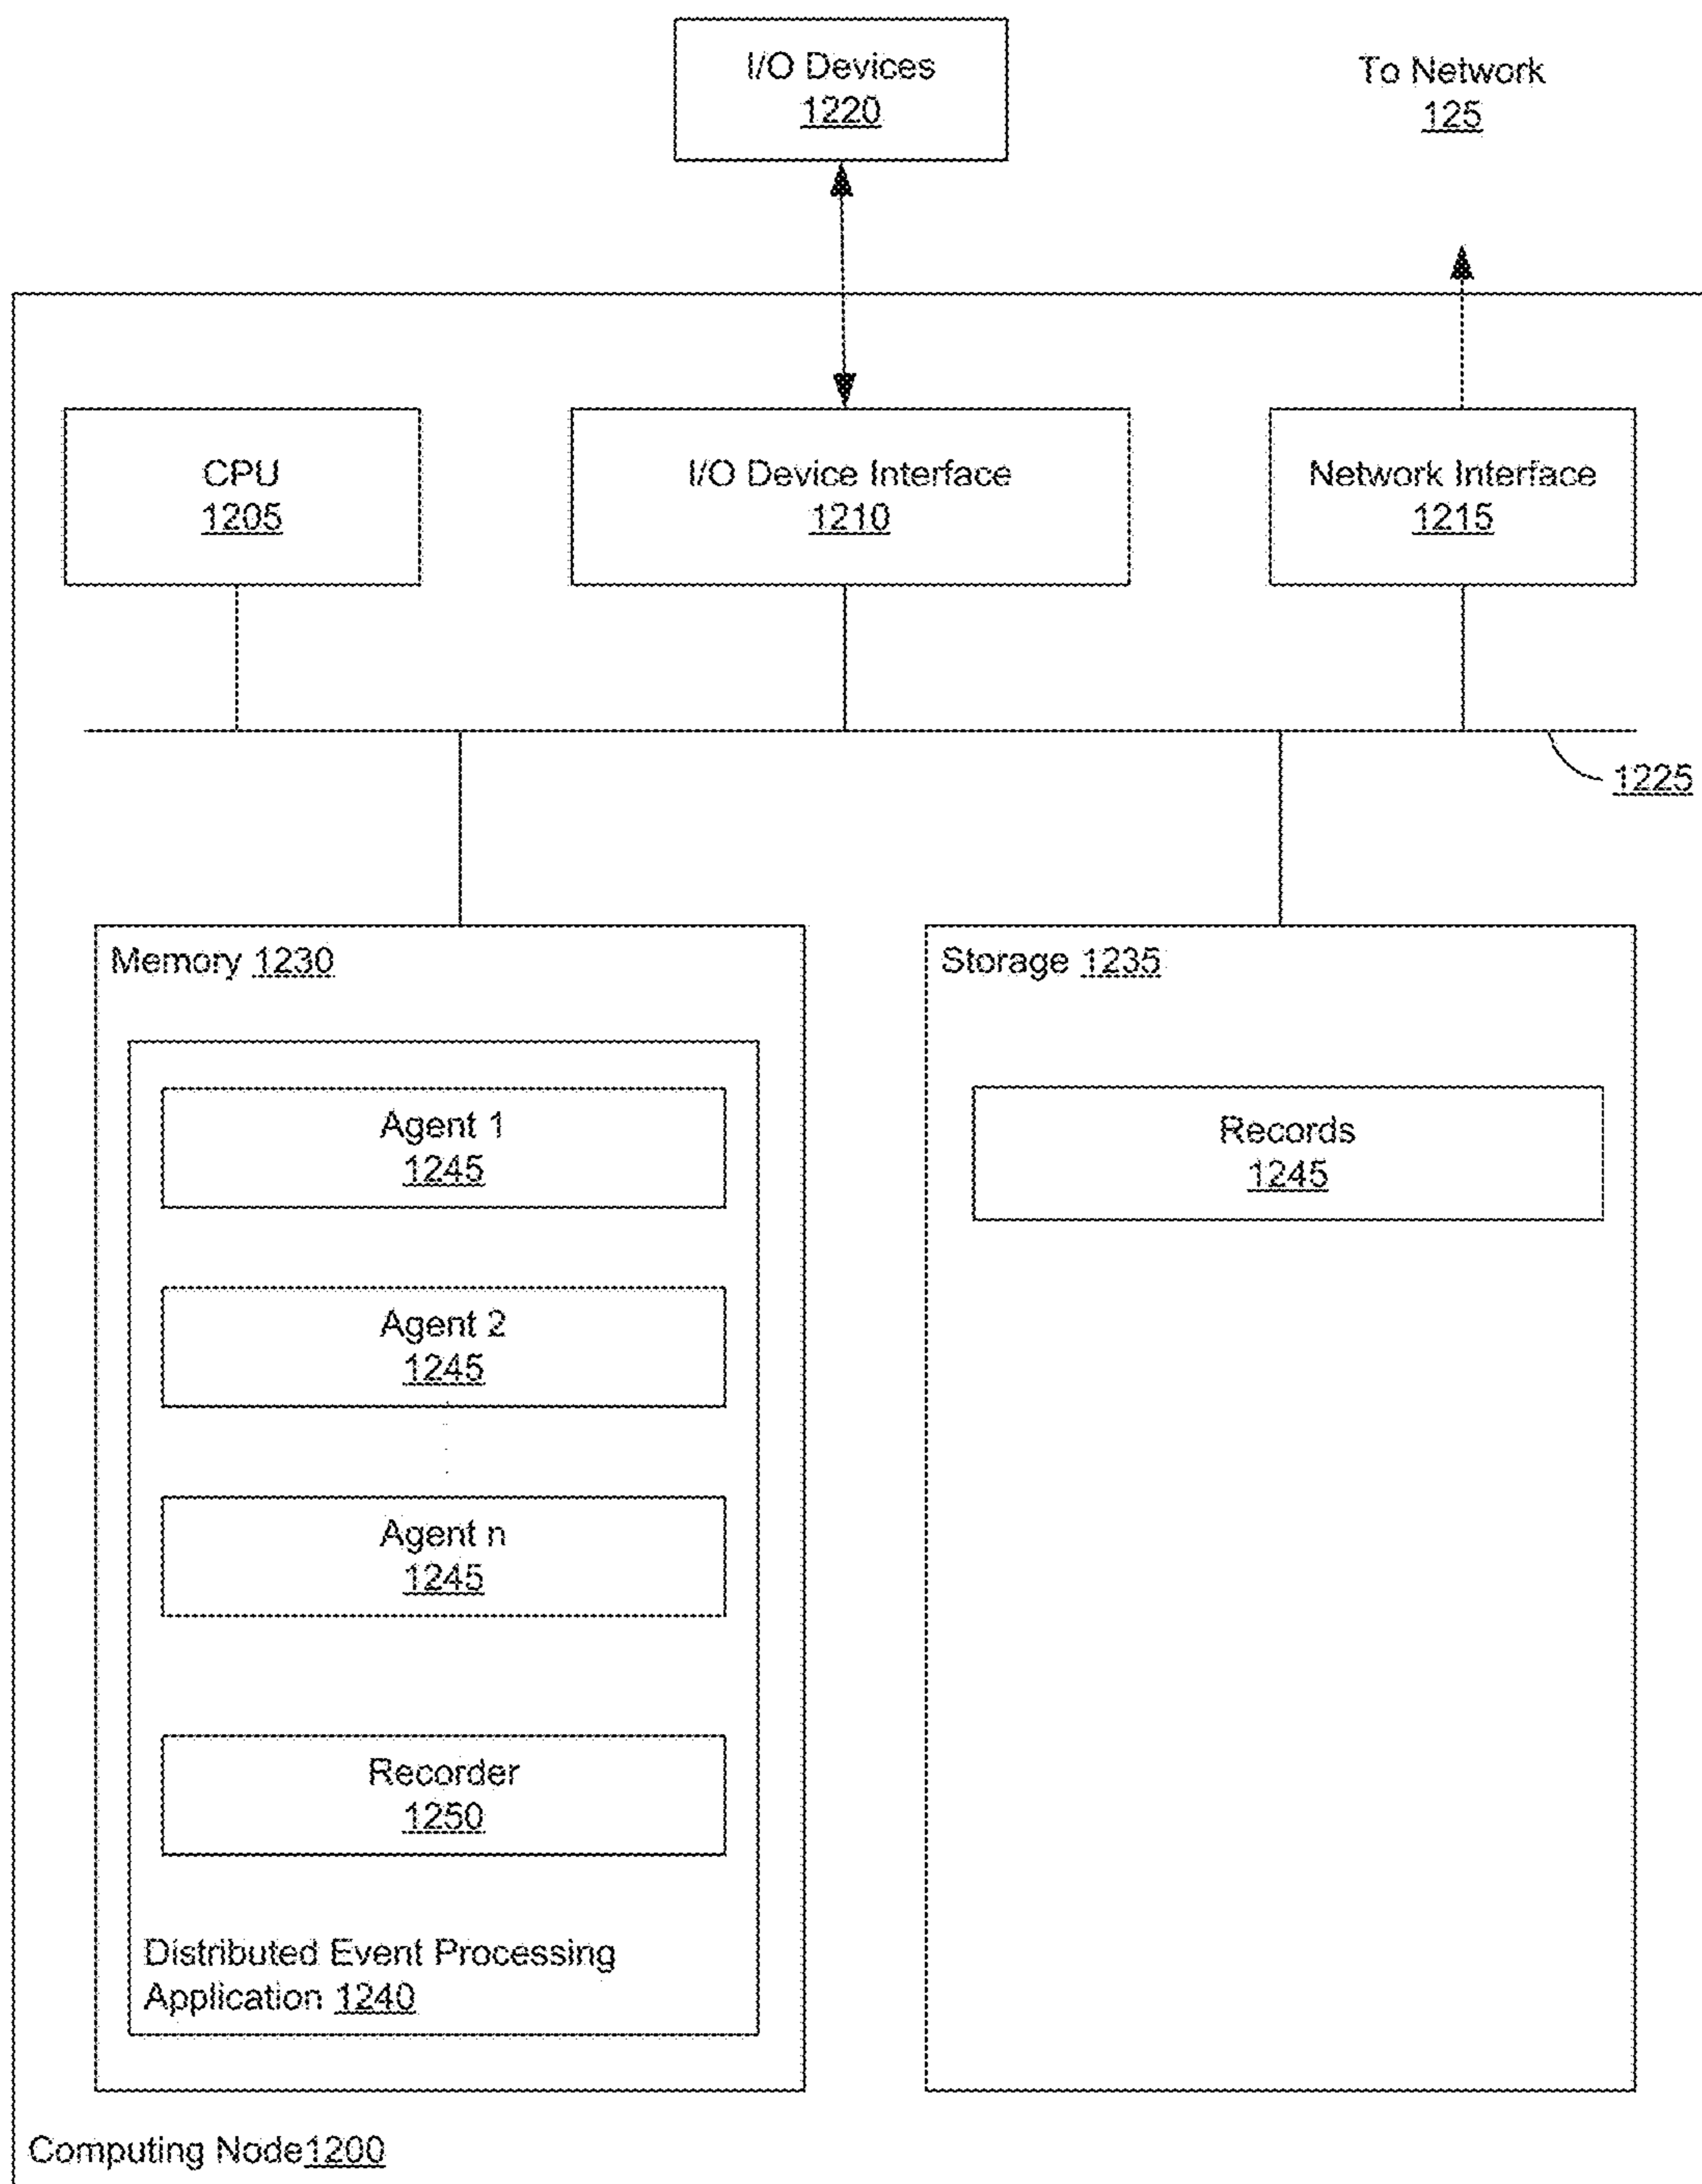 I/O Devices
1220
To Network
125
CPU
1205
I/O Device Interface
1210
Network Interface
1215
1225
Memory 1230
Agent 1
1245
Agent 2
1245
Agent n
1245
Recorder
1250
Distributed Event Processing
Application 1240
Storage 1235
Records
1245
Computing Node1200